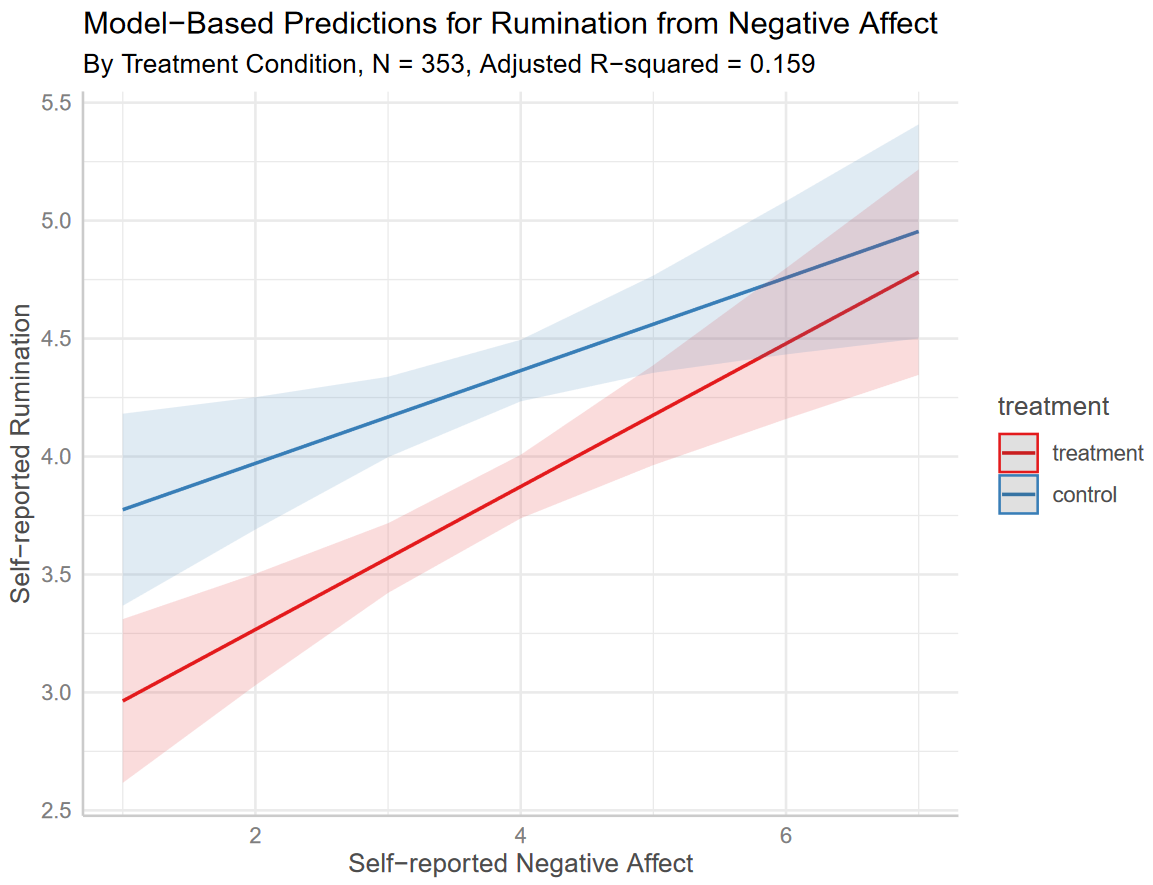 Model−Based Predictions for Rumination from Negative Affect
By Treatment Condition, N = 353, Adjusted R−squared = 0.159
5.5
5.0
4.5
4.0
3.5
3.0
2.5
Self−reported Rumination
2 4 6
Self−reported Negative Affect
treatment
treatment
control